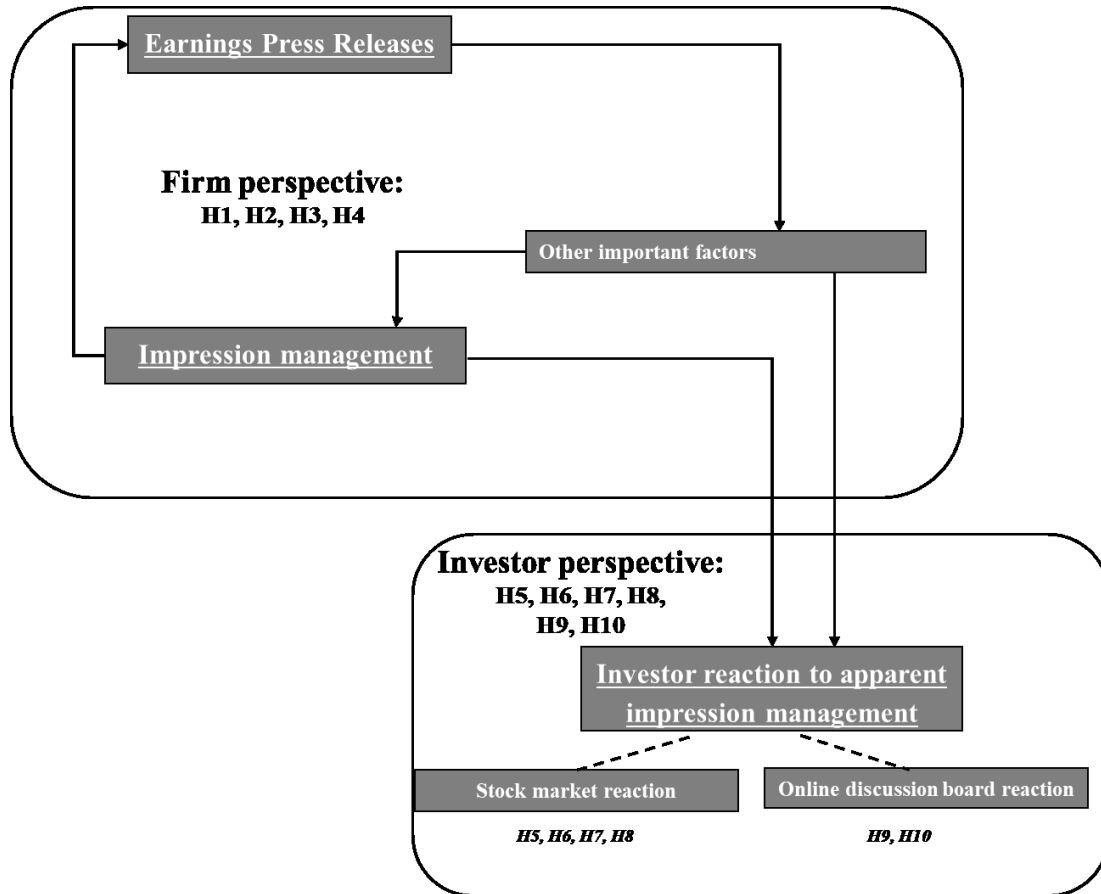 Earnings Press Releases
Firm perspective:
H1, H2, H3, H4
Other important factors
Impression management
Investor perspective:
H5, H6, H7, H8,
H9, H10
Investor reaction to apparent
impression management
Stock market reaction
Online discussion board reaction
H5, H6, H7, H8
H9, H10